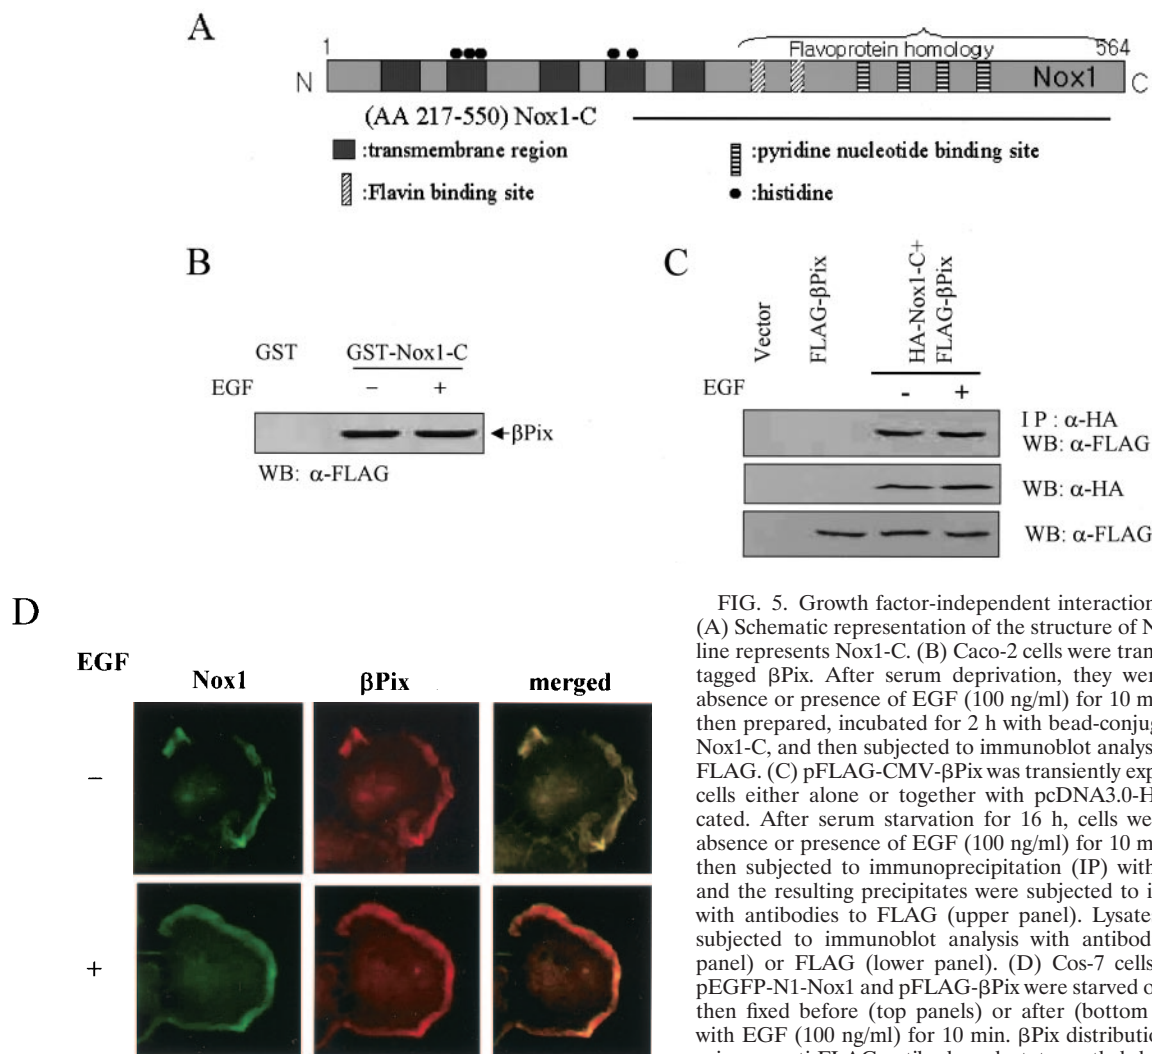 A
1
Flavoprotein homology
564
N
Nox1
C
(AA 217-550) Nox1-C
:transmembrane region
:pyridine nucleotide binding site
:Flavin binding site
:histidine
B
GST
GST-Nox1-C
EGF
−
+
βPix
WB: α-FLAG
C
Vector
FLAG-βPix
HA-Nox1-C+
FLAG-βPix
EGF
-
+
IP : α-HA
WB: α-FLAG
WB: α-HA
WB: α-FLAG
D
EGF
Nox1
βPix
merged
−
+
FIG. 5. Growth factor-independent interaction
(A) Schematic representation of the structure of N
line represents Nox1-C. (B) Caco-2 cells were tran
tagged βPix. After serum deprivation, they wer
absence or presence of EGF (100 ng/ml) for 10 m
then prepared, incubated for 2 h with bead-conjug
Nox1-C, and then subjected to immunoblot analys
FLAG. (C) pFLAG-CMV-βPix was transiently exp
cells either alone or together with pcDNA3.0-H
cated. After serum starvation for 16 h, cells we
absence or presence of EGF (100 ng/ml) for 10 m
then subjected to immunoprecipitation (IP) with
and the resulting precipitates were subjected to i
with antibodies to FLAG (upper panel). Lysate
subjected to immunoblot analysis with antibod
panel) or FLAG (lower panel). (D) Cos-7 cells
pEGFP-N1-Nox1 and pFLAG-βPix were starved o
then fixed before (top panels) or after (bottom
with EGF (100 ng/ml) for 10 min. βPix distributio